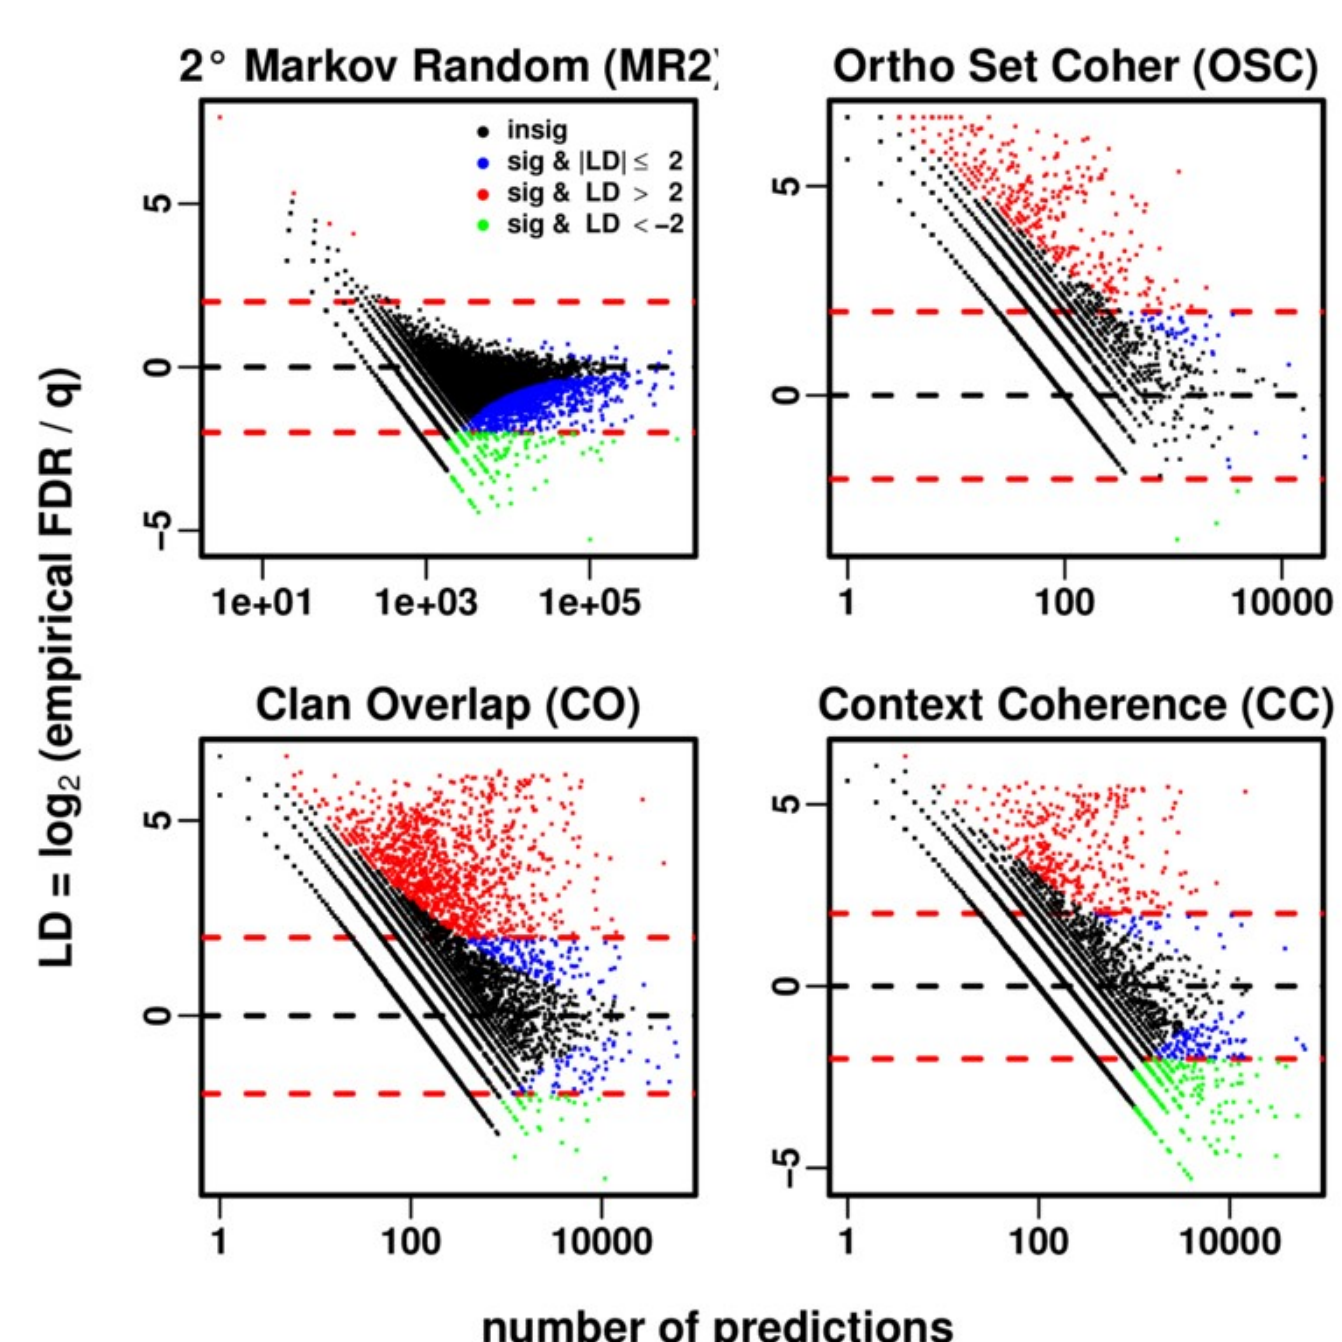 2° Markov Random (MR2)
Ortho Set Coher (OSC)
insig
sig & |LD| ≤ 2
sig & LD > 2
sig & LD < −2
5
0
−5
1e+01 1e+03 1e+05
5
0
1 100 10000
LD = log2 (empirical FDR / q)
Clan Overlap (CO)
Context Coherence (CC)
5
0
1 100 10000
5
0
−5
1 100 10000
number of predictions